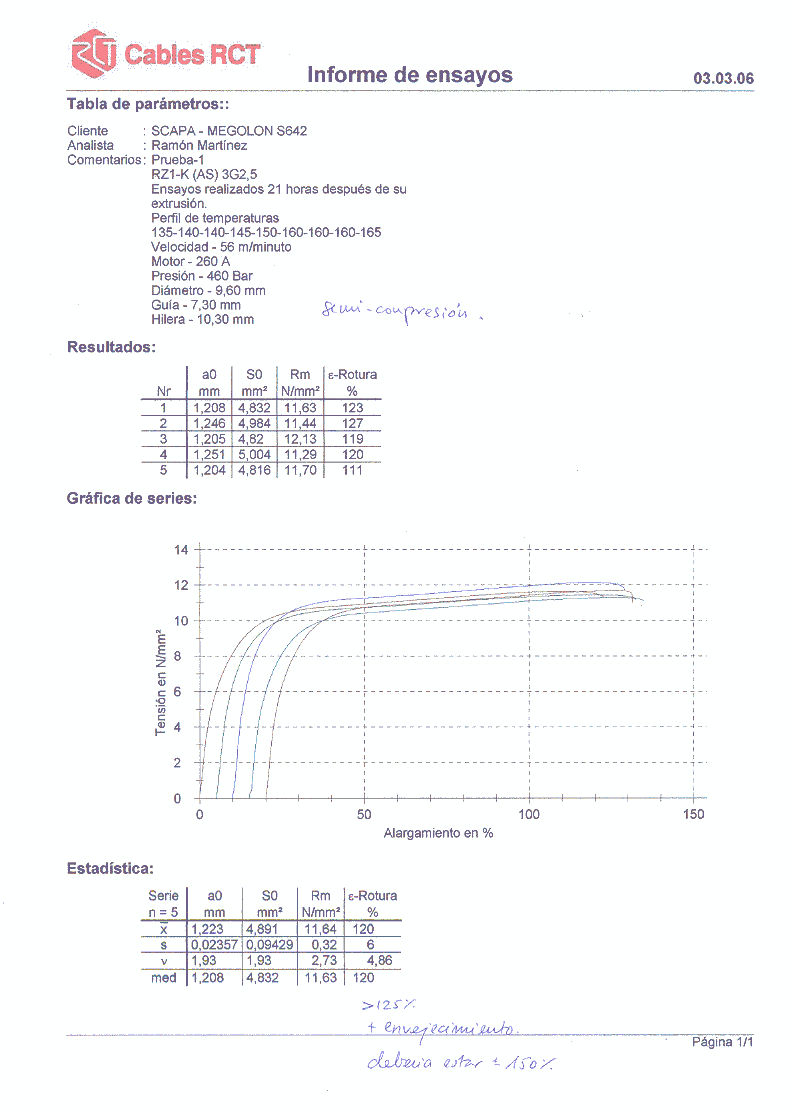 Cables RCT
Informe de ensayos 03.03.06
Tabla de parámetros::
Cliente : SCAPA - MEGOLON S642
Analista : Ramón Martínez
Comentarios : Prueba-1
RZ1-K (AS) 3G2,5
Ensayos realizados 21 horas después de su
extrusión.
Perfil de temperaturas
135-140-140-145-150-160-160-160-165
Velocidad - 56 m/minuto
Motor - 260 A
Presión - 460 Bar
Diámetro - 9,60 mm
Guía - 7,30 mm
Hilera - 10,30 mm
semi-compresión.
Resultados:
a0 S0 Rm ε-Rotura
Nr mm mm² N/mm² %
1 1,208 4,832 11,63 123
2 1,246 4,984 11,44 127
3 1,205 4,82 12,13 119
4 1,251 5,004 11,29 120
5 1,204 4,816 11,70 111
Gráfica de series:
14
12
10
8
6
4
2
0
Tensión en N/mm²
0 50 100 150
Alargamiento en %
Estadística:
Serie a0 S0 Rm ε-Rotura
n = 5 mm mm² N/mm² %
x̅ 1,223 4,891 11,64 120
s 0,02357 0,09429 0,32 6
ν 1,93 1,93 2,73 4,86
med 1,208 4,832 11,63 120
>125%
+ envejecimiento.
Página 1/1
deberia estar ± 150%